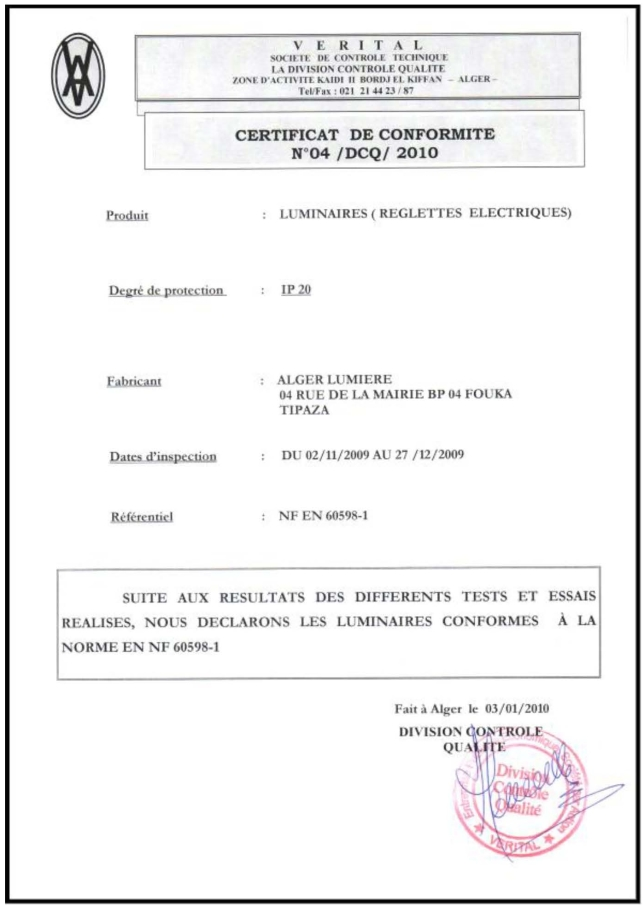 V E R I T A L
SOCIETE DE CONTROLE TECHNIQUE
LA DIVISION CONTROLE QUALITE
ZONE D'ACTIVITE KAIDI II BORDJ EL KIFFAN – ALGER –
Tel/Fax : 021 21 44 23 / 87
CERTIFICAT DE CONFORMITE
N°04 /DCQ/ 2010
Produit : LUMINAIRES ( REGLETTES ELECTRIQUES)
Degré de protection : IP 20
Fabricant : ALGER LUMIERE
04 RUE DE LA MAIRIE BP 04 FOUKA
TIPAZA
Dates d'inspection : DU 02/11/2009 AU 27 /12/2009
Référentiel : NF EN 60598-1
SUITE AUX RESULTATS DES DIFFERENTS TESTS ET ESSAIS
REALISES, NOUS DECLARONS LES LUMINAIRES CONFORMES À LA
NORME EN NF 60598-1
Fait à Alger le 03/01/2010
DIVISION CONTROLE
QUALITE
Division
Contrôle
Qualité
VERITAL